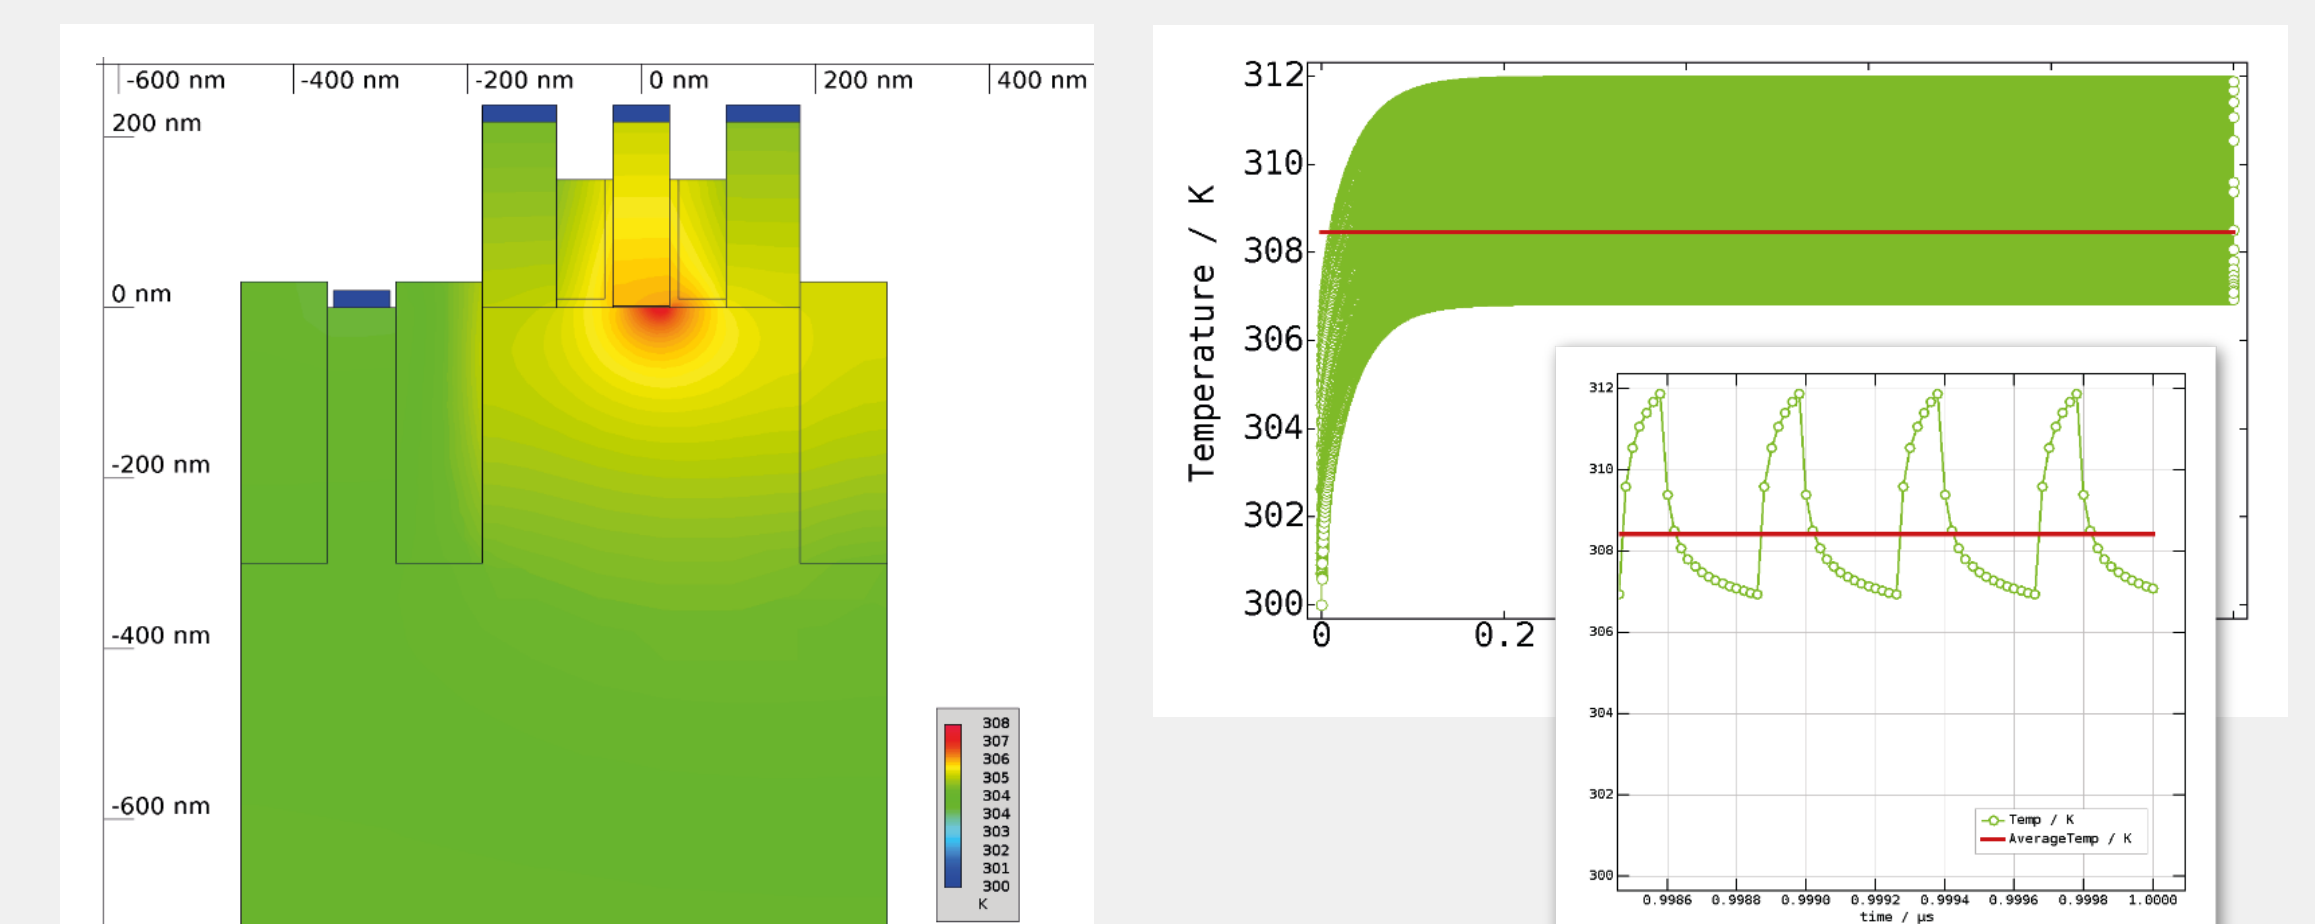 -600 nm -400 nm -200 nm 0 nm 200 nm 400 nm
200 nm
0 nm
-200 nm
-400 nm
-600 nm
308
307
306
305
304
304
303
302
301
300
K
Temperature / K
312
310
308
306
304
302
300
0 0.2
312
310
308
306
304
302
300
Temp / K
AverageTemp / K
0.9986 0.9988 0.9990 0.9992 0.9994 0.9996 0.9998 1.0000
time / µs